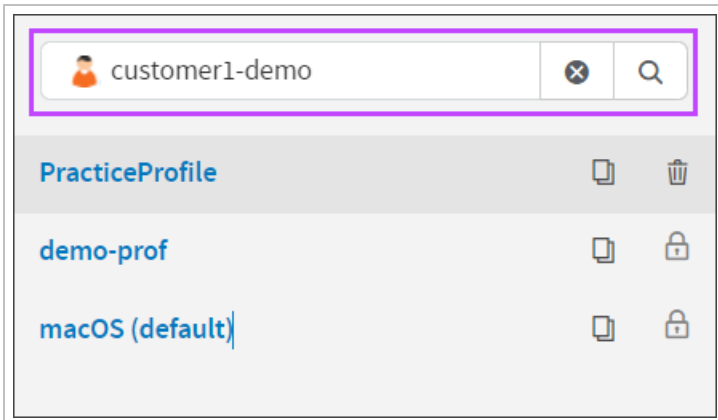 customer1-demo
PracticeProfile
demo-prof
macOS (default)